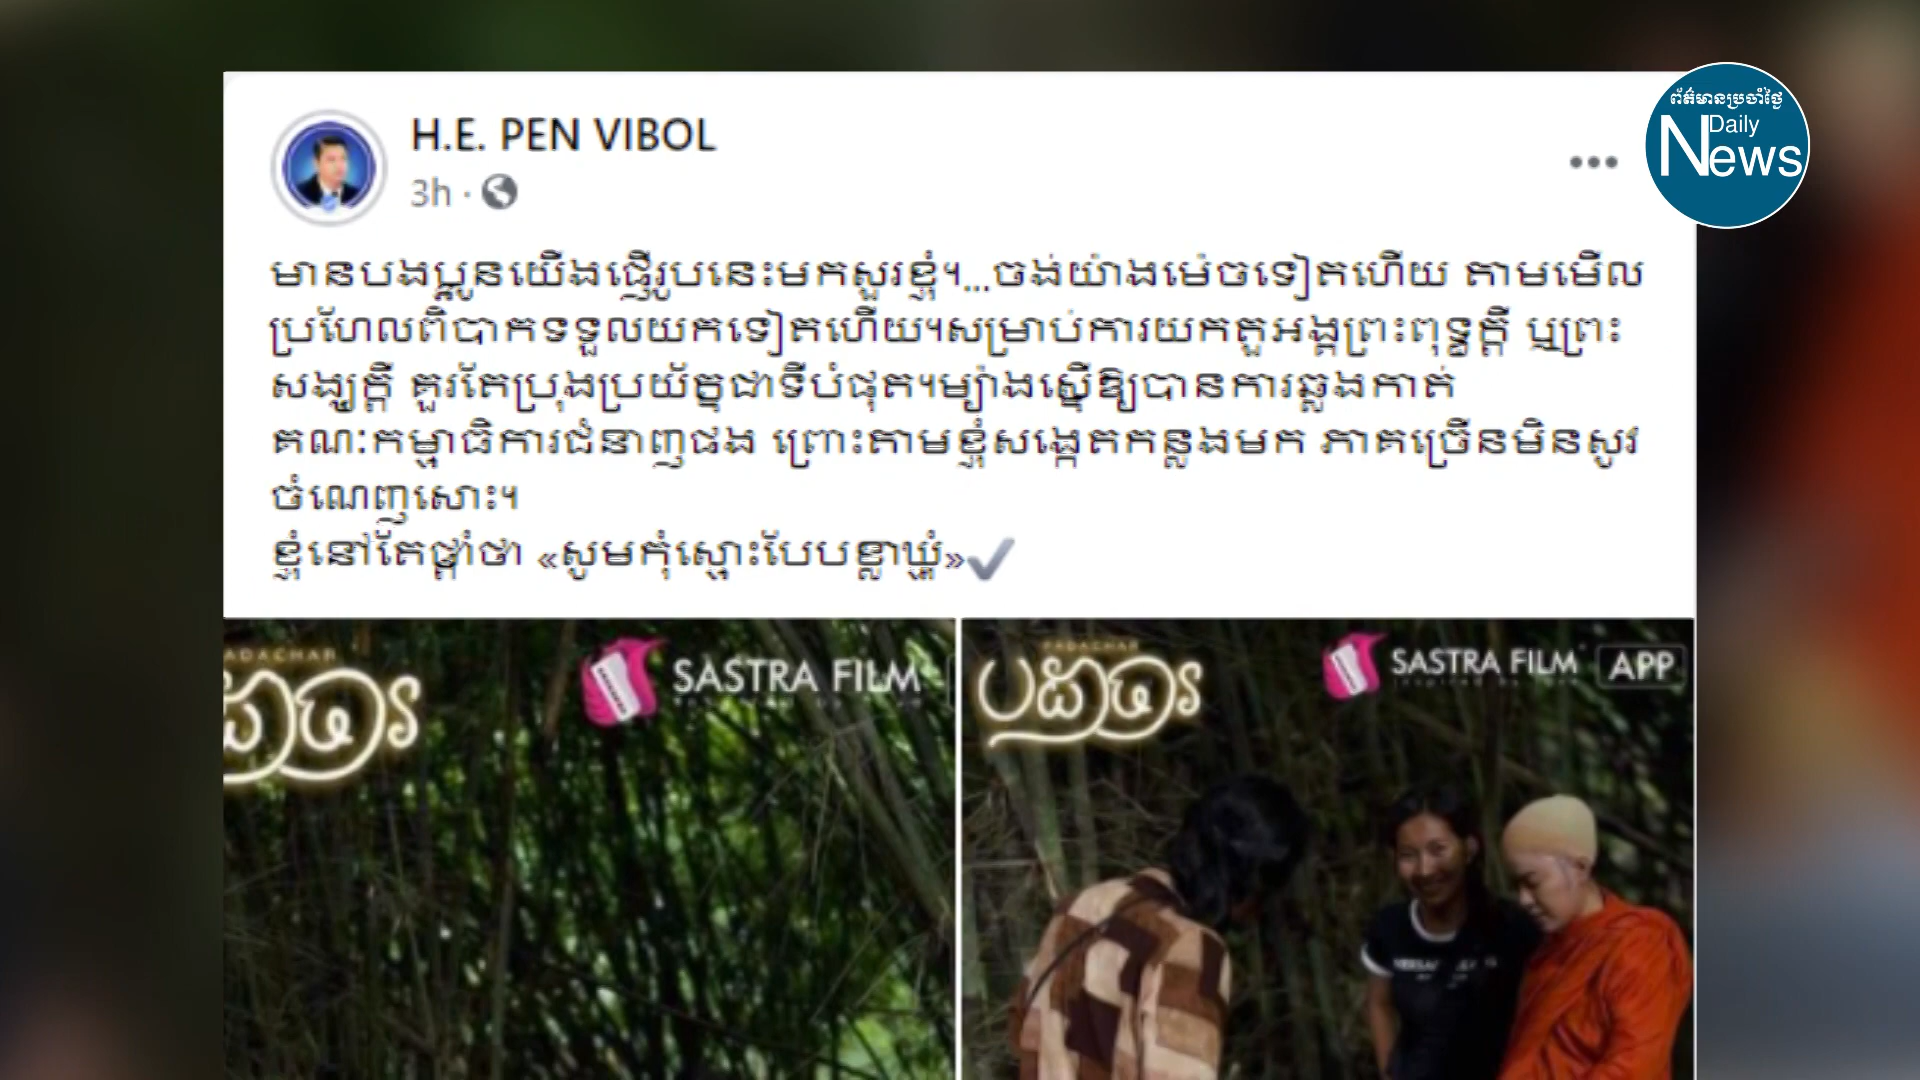 H.E. PEN VIBOL
3h ·
ព័ត៌មានប្រចាំថ្ងៃ
Daily
News
មានបងប្អូនយើងផ្ញើរូបនេះមកសួរខ្ញុំ។...ចង់យ៉ាងម៉េចទៀតហើយ តាមមើល
ប្រហែលពិបាកទទួលយកទៀតហើយ។សម្រាប់ការយកតួអង្គព្រះពុទ្ធក្តី ឬព្រះ
សង្ឃក្តី គួរតែប្រុងប្រយ័ត្នជាទីបំផុត។ម្យ៉ាងស្នើឱ្យបានការឆ្លងកាត់
គណៈកម្មាធិការជំនាញផង ព្រោះតាមខ្ញុំសង្កេតកន្លងមក ភាគច្រើនមិនសូវ
ចំណេញសោះ។
ខ្ញុំនៅតែផ្តាំថា «សូមកុំស្មោះបែបខ្លាឃ្មុំ»✔
ADACHAR
ដាចារ
SASTRA FILM
PADACHAR
បដាចារ
SASTRA FILM APP